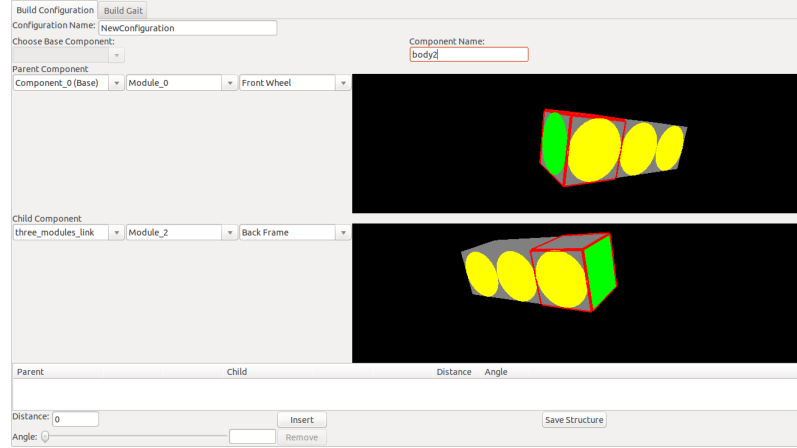 Build Configuration Build Gait
Configuration Name: NewConfiguration
Choose Base Component: Component Name:
body2
Parent Component
Component_0 (Base) Module_0 Front Wheel
Child Component
three_modules_link Module_2 Back Frame
Parent Child Distance Angle
Distance: 0 Insert Save Structure
Angle: Remove